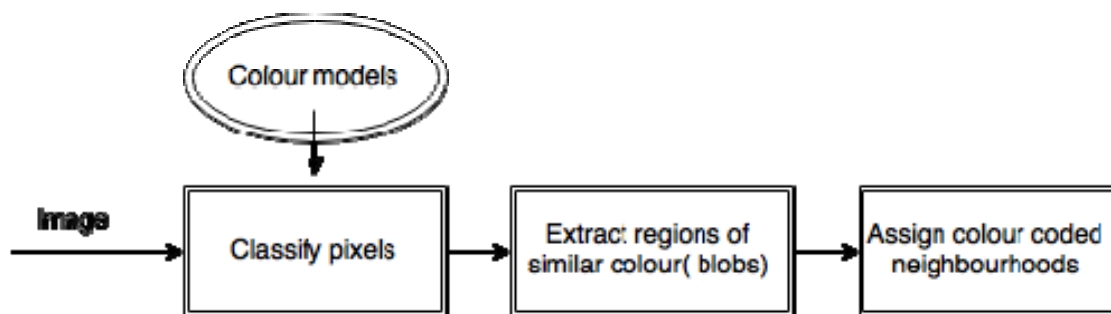 Colour models
Image
Classify pixels
Extract regions of
similar colour( blobs)
Assign colour coded
neighbourhoods